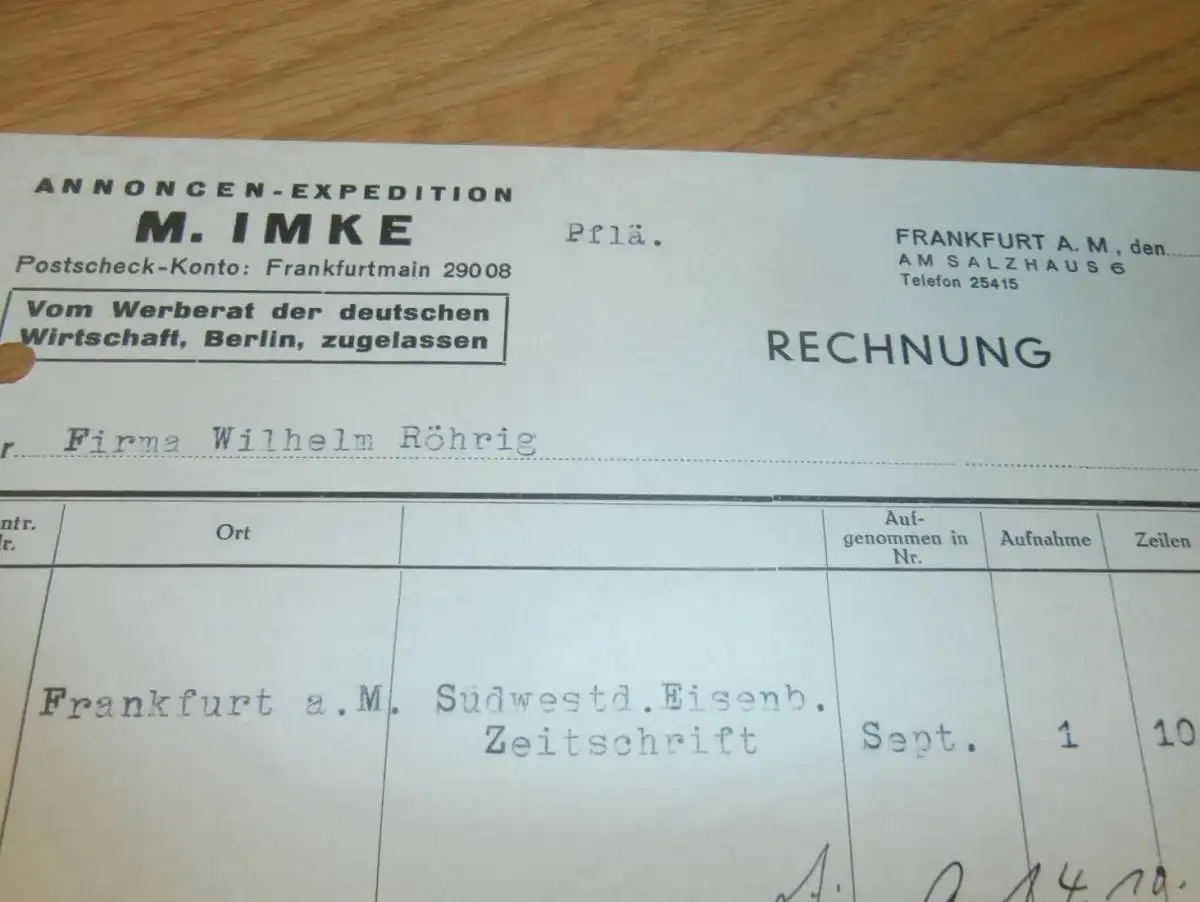 ANNONCEN-EXPEDITION
M. IMKE
Postscheck-Konto: Frankfurtmain 29008
Vom Werberat der deutschen
Wirtschaft, Berlin, zugelassen
Pflä.
FRANKFURT A. M., den
AM SALZHAUS 6
Telefon 25415
RECHNUNG
Firma Wilhelm Röhrig
Ort
Auf-
genommen in
Nr.
Aufnahme
Zeilen
Frankfurt a.M. Südwestd.Eisenb.
Zeitschrift Sept. 1 10